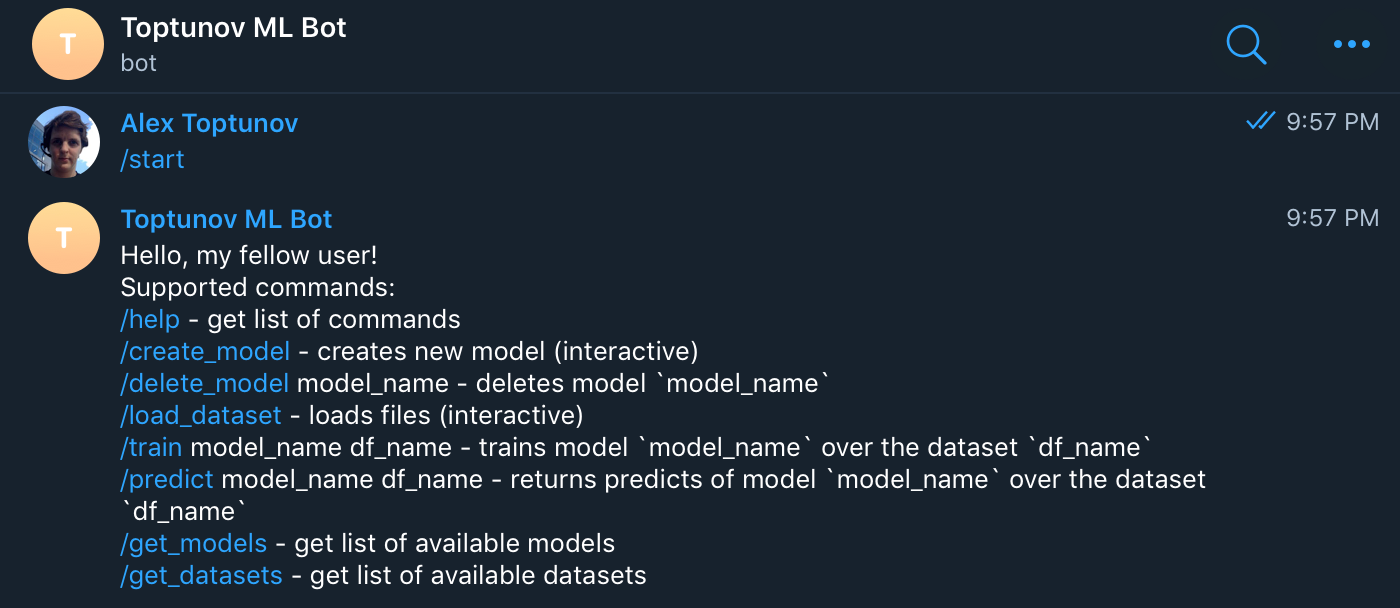 T
Toptunov ML Bot
bot
Alex Toptunov
9:57 PM
/start
T
Toptunov ML Bot
9:57 PM
Hello, my fellow user!
Supported commands:
/help - get list of commands
/create_model - creates new model (interactive)
/delete_model model_name - deletes model `model_name`
/load_dataset - loads files (interactive)
/train model_name df_name - trains model `model_name` over the dataset `df_name`
/predict model_name df_name - returns predicts of model `model_name` over the dataset
`df_name`
/get_models - get list of available models
/get_datasets - get list of available datasets